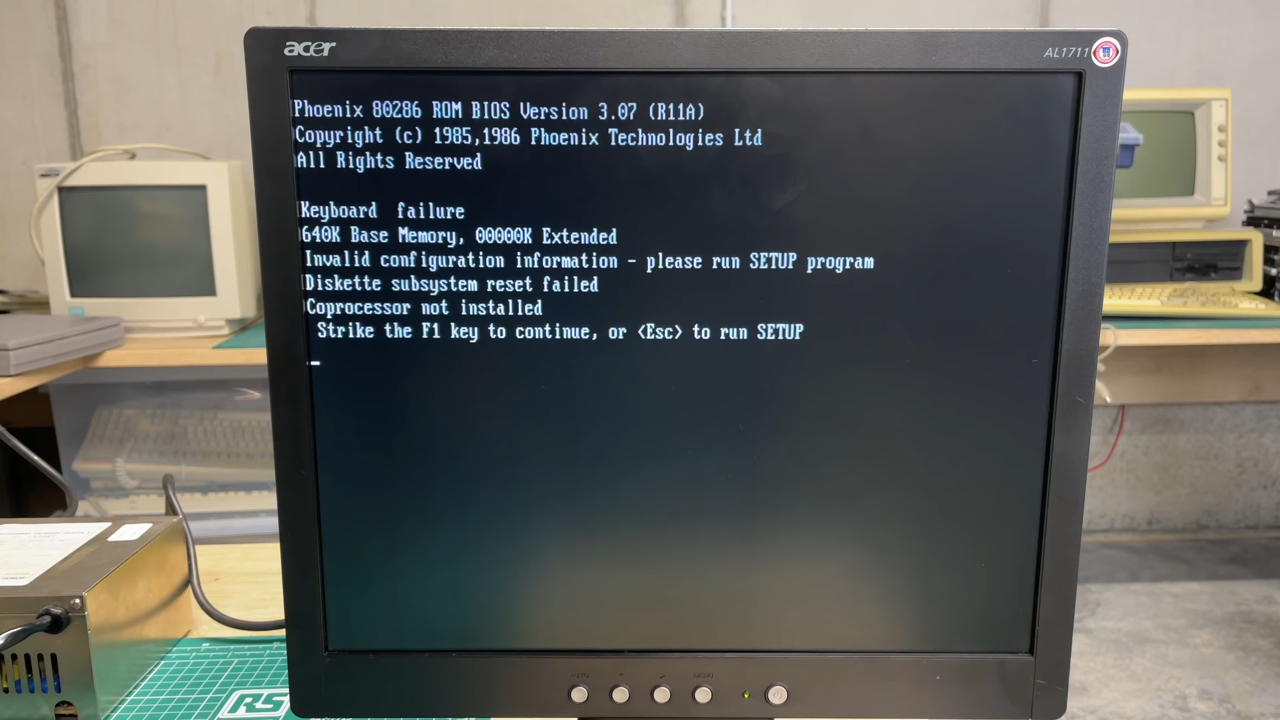 acer
AL1711
Phoenix 80286 ROM BIOS Version 3.07 (R11A)
Copyright (c) 1985,1986 Phoenix Technologies Ltd
All Rights Reserved
Keyboard  failure
640K Base Memory, 00000K Extended
Invalid configuration information - please run SETUP program
Diskette subsystem reset failed
Coprocessor not installed
Strike the F1 key to continue, or <Esc> to run SETUP
RS